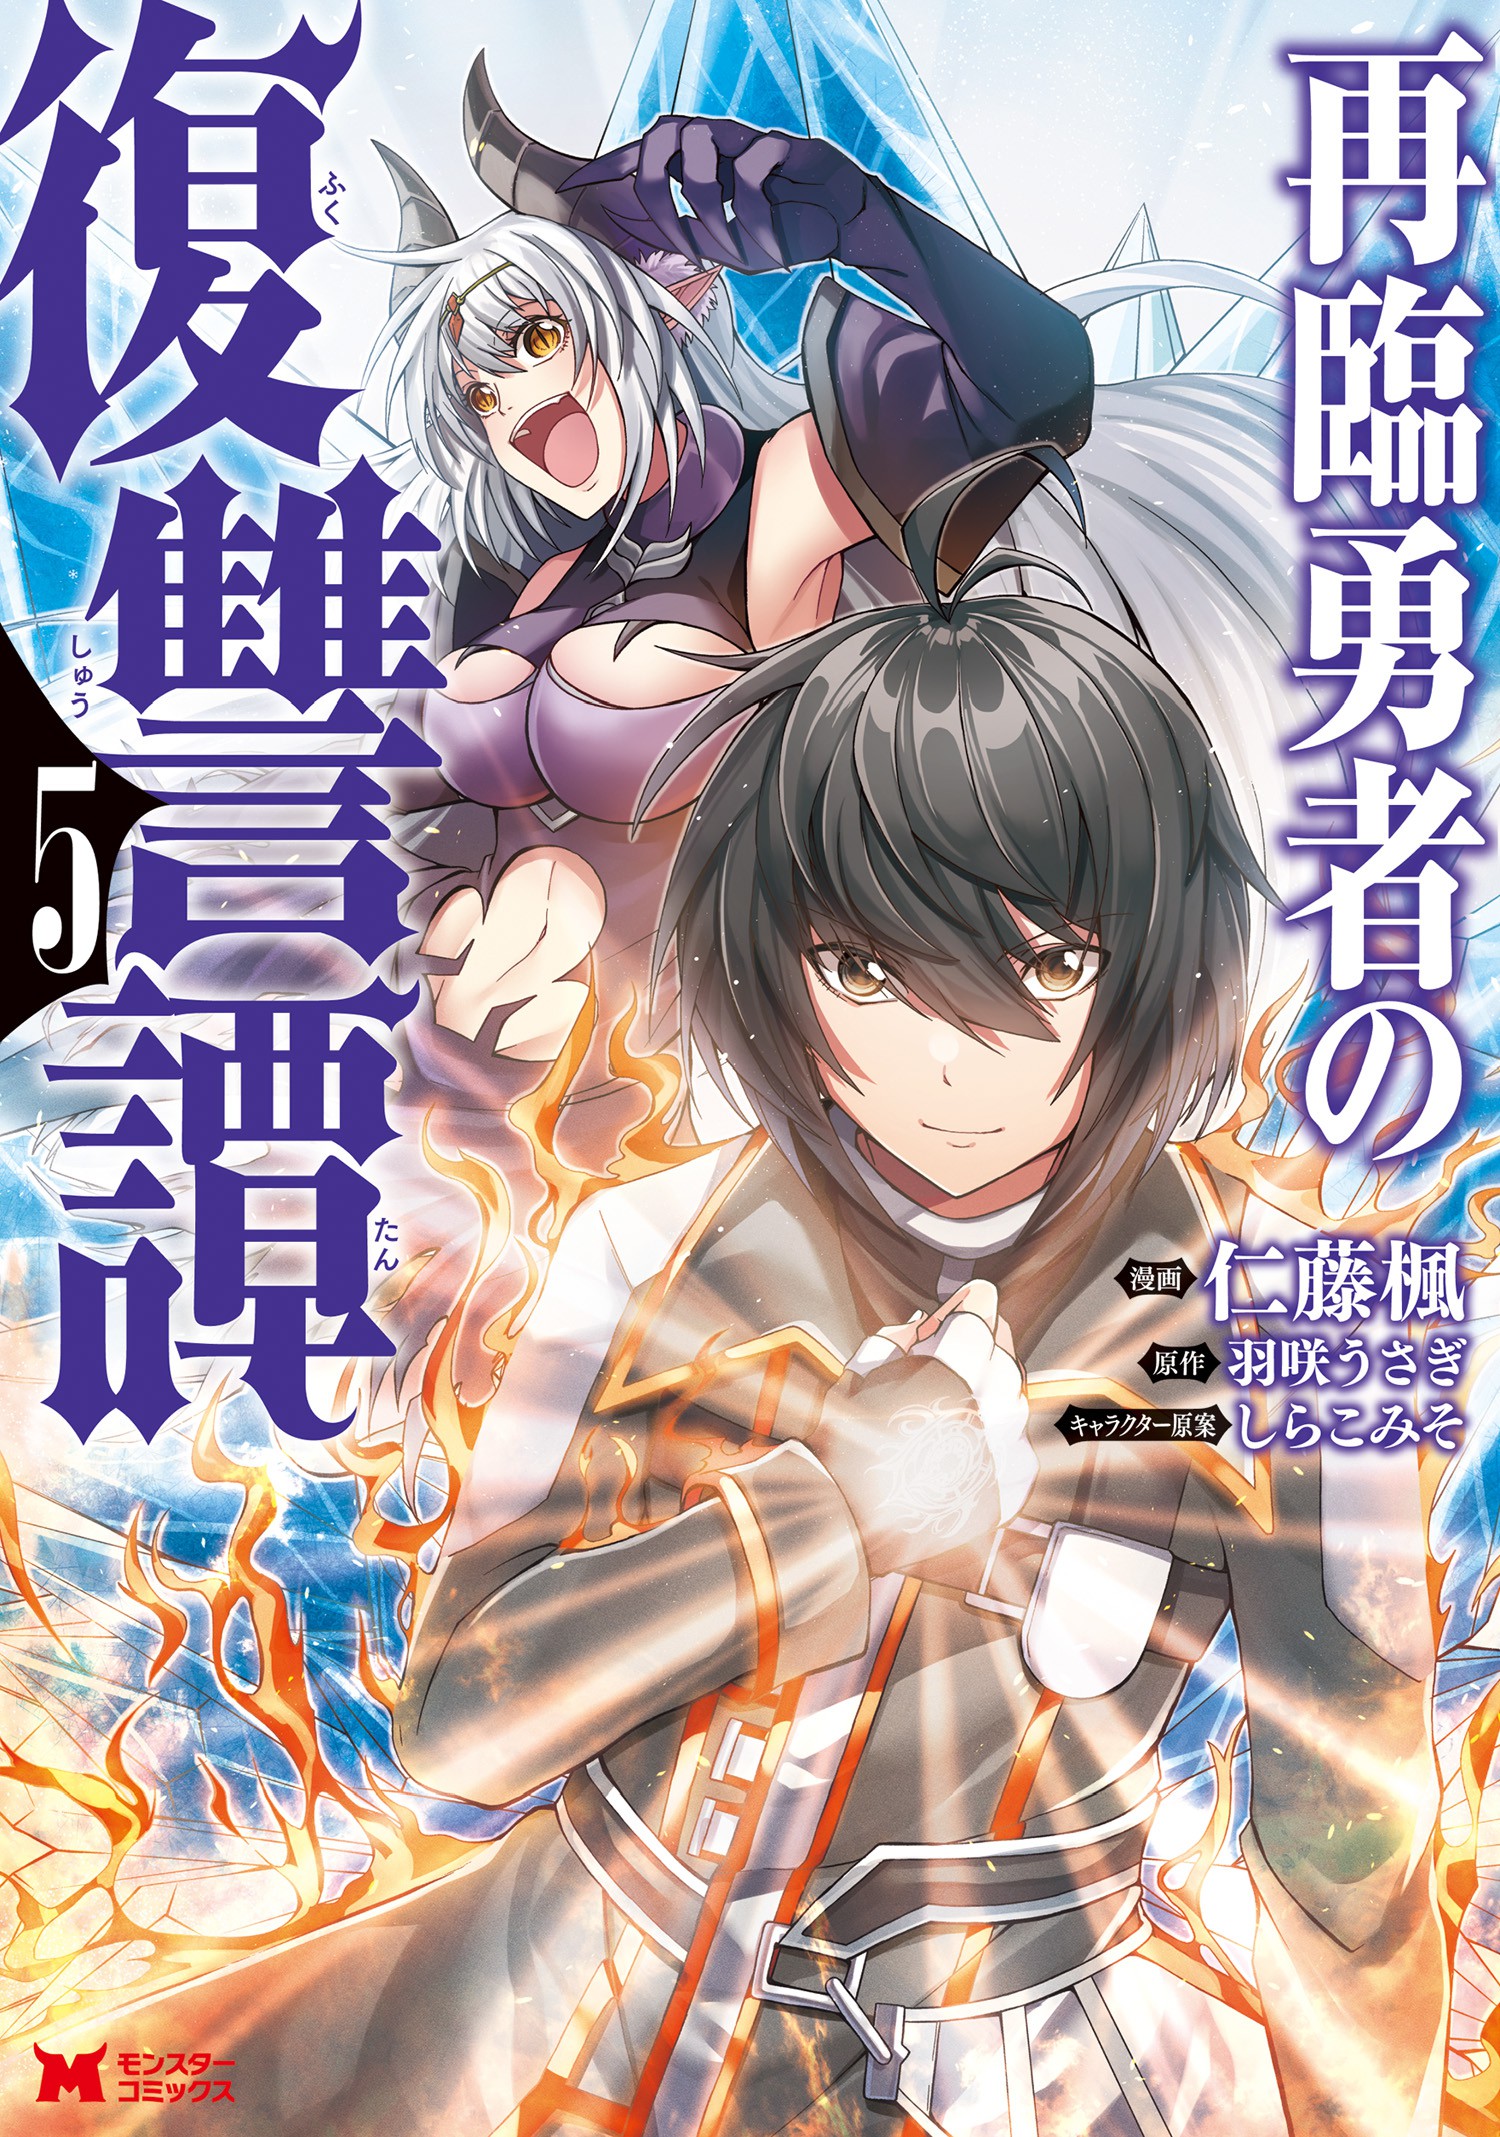 再臨勇者の
復讐譚
ふく
しゅう
たん
5
漫画 仁藤楓
原作 羽咲うさぎ
キャラクター原案 しらこみそ
M モンスター
コミックス